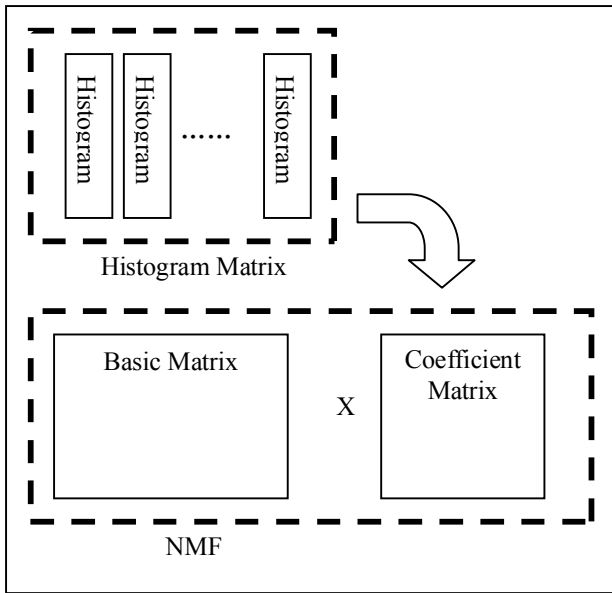 Histogram
Histogram
......
Histogram
Histogram Matrix
Basic Matrix
X
Coefficient
Matrix
NMF